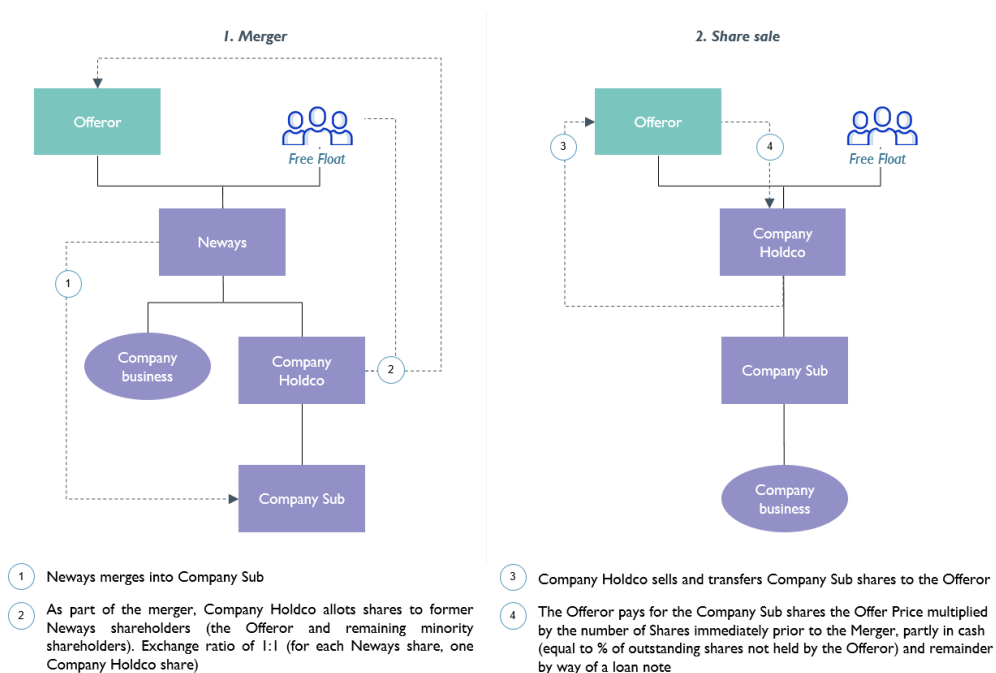 1. Merger
Offeror
Free Float
Neways
1
Company
business
Company
Holdco
2
Company Sub
1
Neways merges into Company Sub
2
As part of the merger, Company Holdco allots shares to former
Neways shareholders (the Offeror and remaining minority
shareholders). Exchange ratio of 1:1 (for each Neways share, one
Company Holdco share)
2. Share sale
Offeror
3
4
Free Float
Company
Holdco
Company Sub
Company
business
3
Company Holdco sells and transfers Company Sub shares to the Offeror
4
The Offeror pays for the Company Sub shares the Offer Price multiplied
by the number of Shares immediately prior to the Merger, partly in cash
(equal to % of outstanding shares not held by the Offeror) and remainder
by way of a loan note